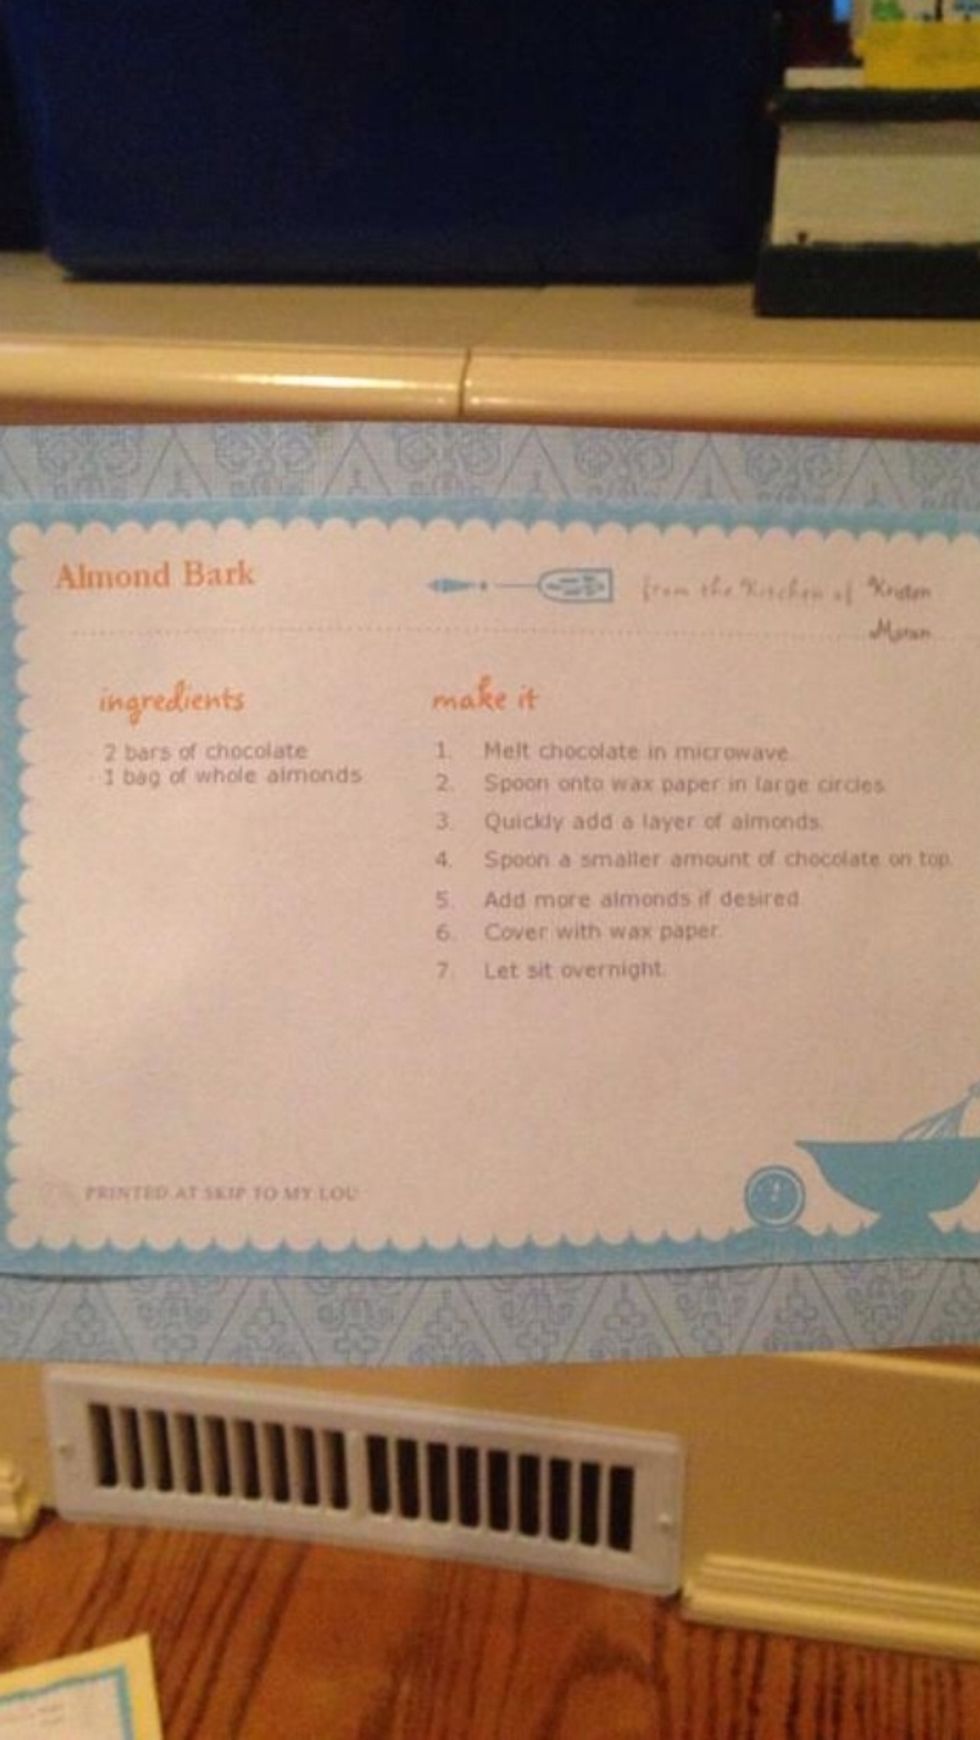 Almond Bark
from the Kitchen of Kristen
Moran
ingredients
2 bars of chocolate
1 bag of whole almonds
make it
1. Melt chocolate in microwave.
2. Spoon onto wax paper in large circles.
3. Quickly add a layer of almonds.
4. Spoon a smaller amount of chocolate on top.
5. Add more almonds if desired.
6. Cover with wax paper.
7. Let sit overnight.
PRINTED AT SKIP TO MY LOU